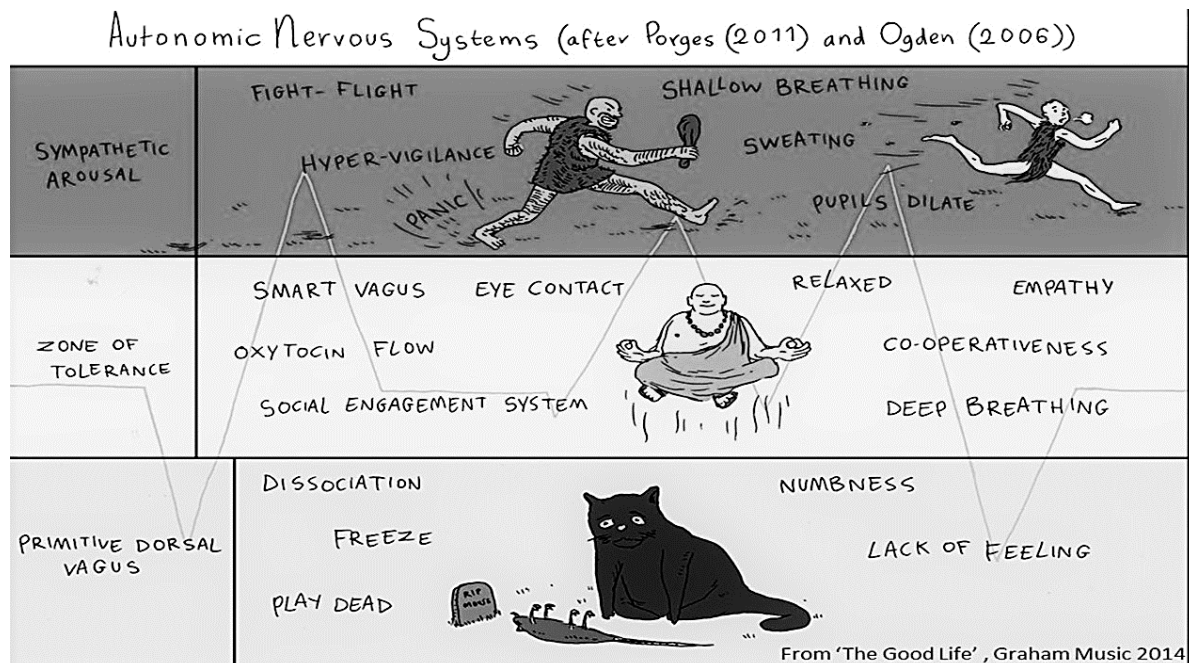 Autonomic Nervous Systems (after Porges (2011) and Ogden (2006))
SYMPATHETIC
AROUSAL
FIGHT-FLIGHT
HYPER-VIGILANCE
PANIC
SHALLOW BREATHING
SWEATING
PUPILS DILATE
ZONE OF
TOLERANCE
SMART VAGUS
EYE CONTACT
RELAXED
EMPATHY
OXYTOCIN FLOW
CO-OPERATIVENESS
SOCIAL ENGAGEMENT SYSTEM
DEEP BREATHING
PRIMITIVE DORSAL
VAGUS
DISSOCIATION
NUMBNESS
FREEZE
LACK OF FEELING
PLAY DEAD
RIP
MOUSE
From 'The Good Life' , Graham Music 2014